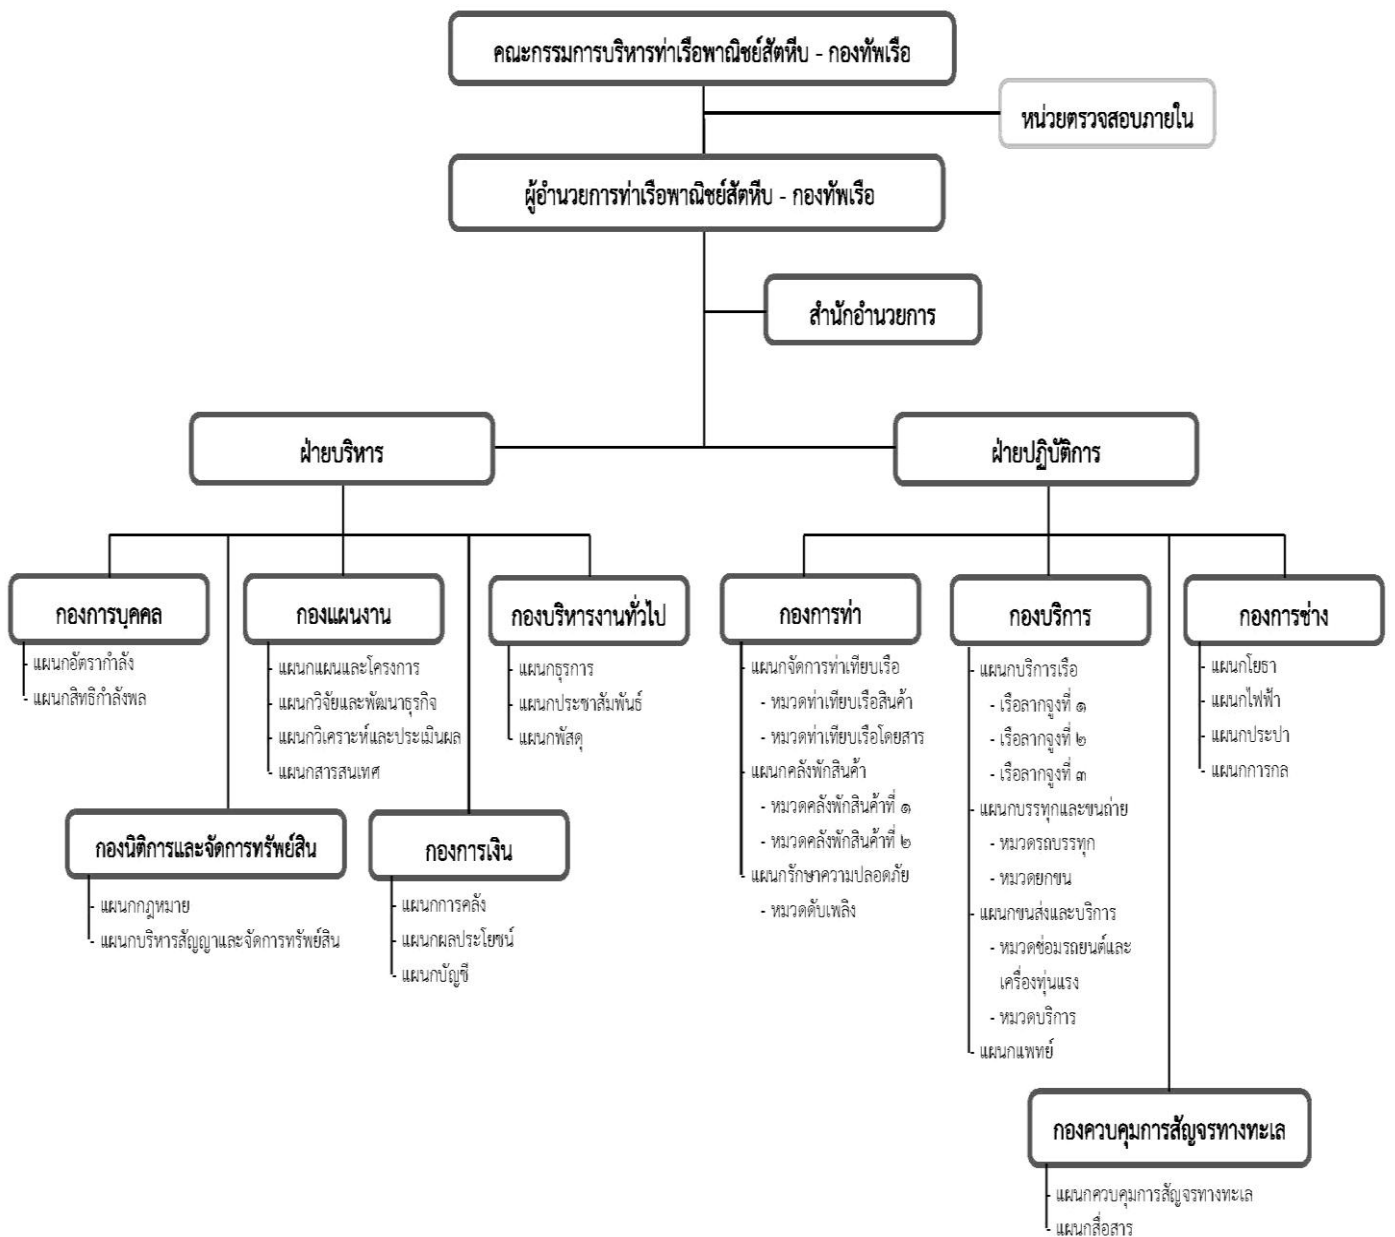 คณะกรรมการบริหารท่าเรือพาณิชย์สัตหีบ - กองทัพเรือ
หน่วยตรวจสอบภายใน
ผู้อำนวยการท่าเรือพาณิชย์สัตหีบ - กองทัพเรือ
สำนักอำนวยการ
ฝ่ายบริหาร
ฝ่ายปฏิบัติการ
กองการบุคคล
- แผนกอัตรากำลัง
- แผนกสิทธิกำลังพล
กองแผนงาน
- แผนกแผนและโครงการ
- แผนกวิจัยและพัฒนาธุรกิจ
- แผนกวิเคราะห์และประเมินผล
- แผนกสารสนเทศ
กองบริหารงานทั่วไป
- แผนกธุรการ
- แผนกประชาสัมพันธ์
- แผนกพัสดุ
กองนิติการและจัดการทรัพย์สิน
- แผนกกฎหมาย
- แผนกบริหารสัญญาและจัดการทรัพย์สิน
กองการเงิน
- แผนกการคลัง
- แผนกผลประโยชน์
- แผนกบัญชี
กองการท่า
- แผนกจัดการท่าเทียบเรือ
- หมวดท่าเทียบเรือสินค้า
- หมวดท่าเทียบเรือโดยสาร
- แผนกคลังพักสินค้า
- หมวดคลังพักสินค้าที่ ๑
- หมวดคลังพักสินค้าที่ ๒
- แผนกรักษาความปลอดภัย
- หมวดดับเพลิง
กองบริการ
- แผนกบริการเรือ
- เรือลากจูงที่ ๑
- เรือลากจูงที่ ๒
- เรือลากจูงที่ ๓
- แผนกบรรทุกและขนถ่าย
- หมวดรถบรรทุก
- หมวดยกขน
- แผนกขนส่งและบริการ
- หมวดซ่อมรถยนต์และ
เครื่องทุ่นแรง
- หมวดบริการ
- แผนกแพทย์
กองการช่าง
- แผนกโยธา
- แผนกไฟฟ้า
- แผนกประปา
- แผนกการกล
กองควบคุมการสัญจรทางทะเล
- แผนกควบคุมการสัญจรทางทะเล
- แผนกสื่อสาร